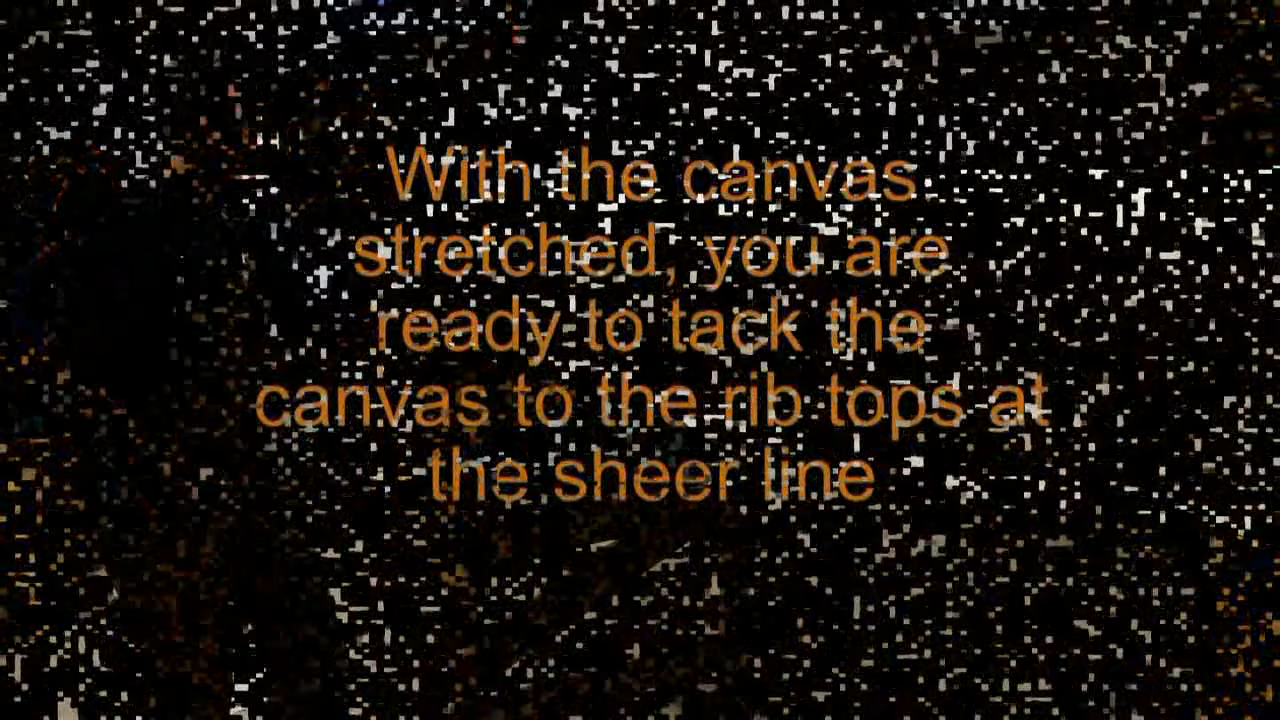 With the canvas
stretched, you are
ready to tack the
canvas to the rib tops at
the sheer line